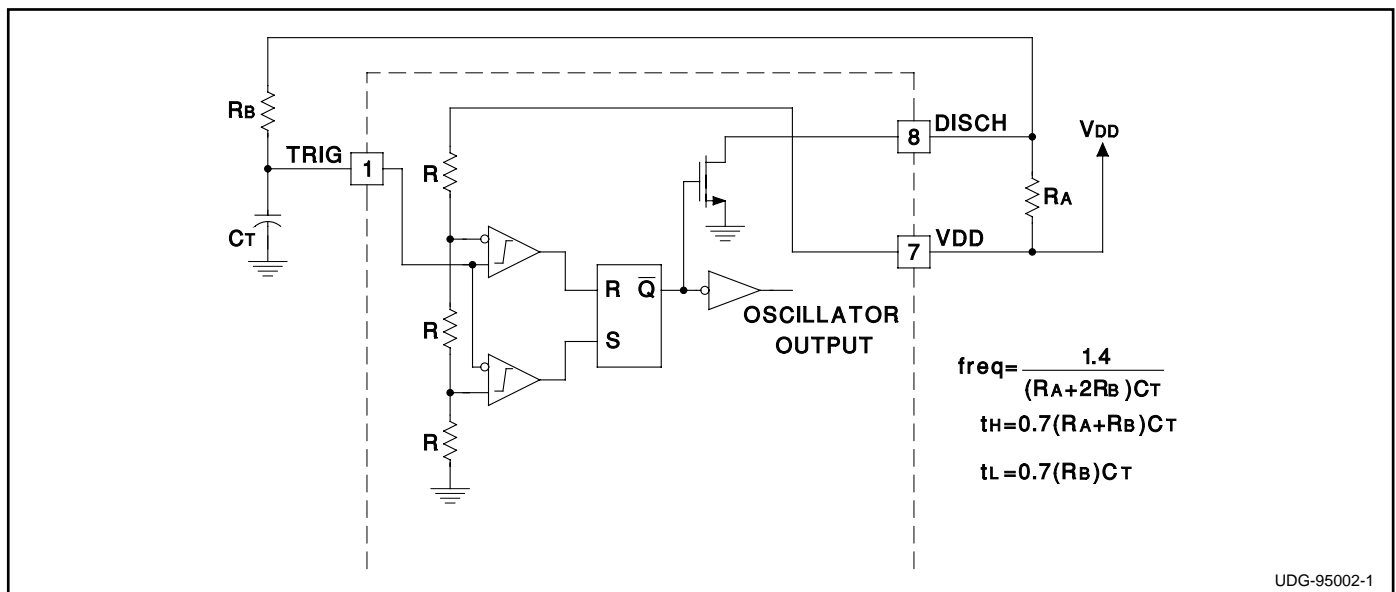 RB
TRIG
1
CT
R
R
R
R Q̅
S
8
DISCH
VDD
RA
7
VDD
OSCILLATOR
OUTPUT
freq= 1.4
(RA+2RB)CT
tH=0.7(RA+RB)CT
tL=0.7(RB)CT
UDG-95002-1